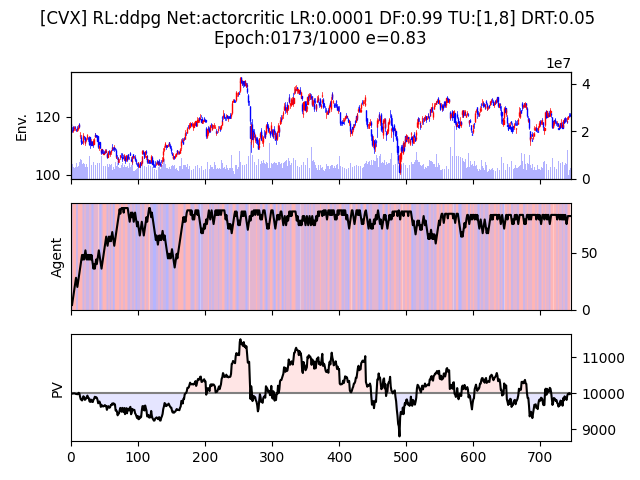 [CVX] RL:ddpg Net:actorcritic LR:0.0001 DF:0.99 TU:[1,8] DRT:0.05
Epoch:0173/1000 e=0.83
1e7
Env.
120
100
4
2
0
Agent
50
0
PV
11000
10000
9000
0 100 200 300 400 500 600 700